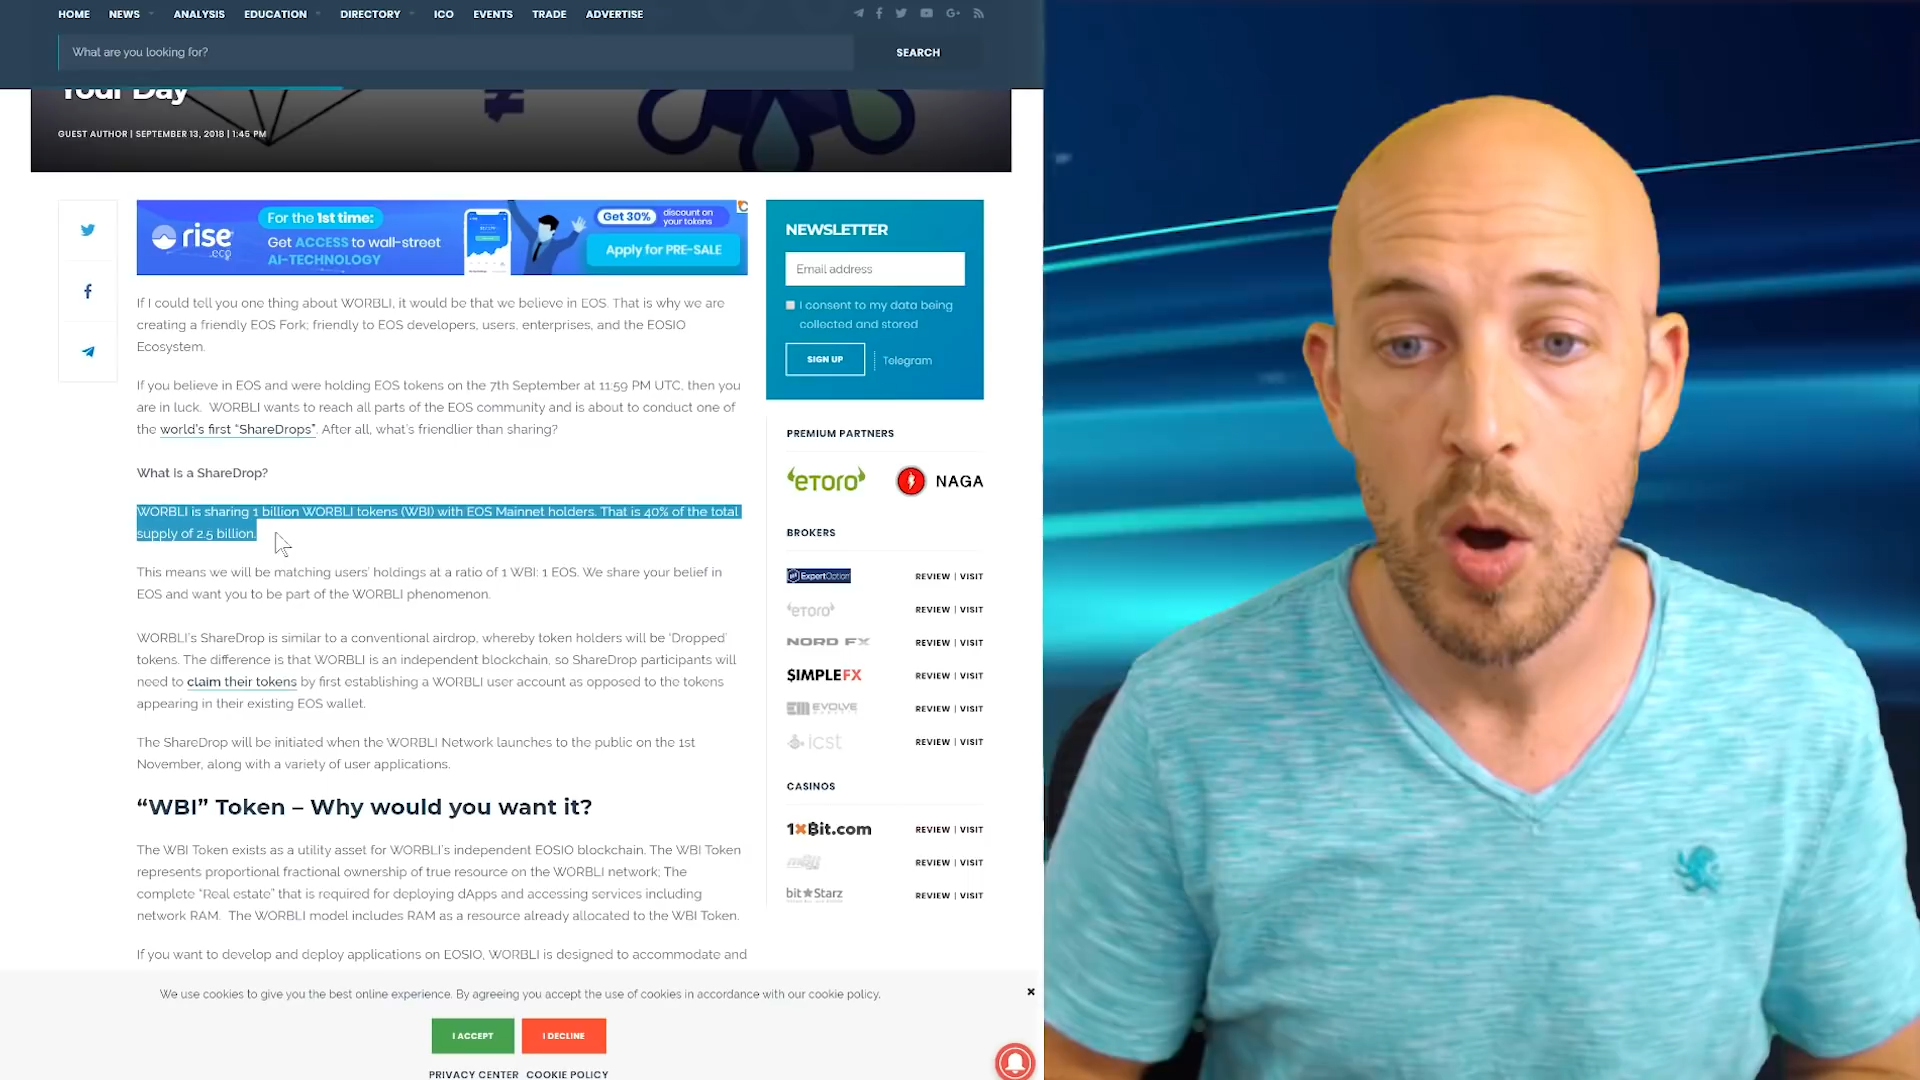 HOME NEWS ANALYSIS EDUCATION DIRECTORY ICO EVENTS TRADE ADVERTISE
What are you looking for? SEARCH
Your Day
GUEST AUTHOR | SEPTEMBER 13, 2018 | 1:45 PM
rise .eco
For the 1st time:
Get ACCESS to wall-street
AI-TECHNOLOGY
Get 30% discount on your tokens
Apply for PRE-SALE
If I could tell you one thing about WORBLI, it would be that we believe in EOS. That is why we are
creating a friendly EOS Fork; friendly to EOS developers, users, enterprises, and the EOSIO
Ecosystem.
If you believe in EOS and were holding EOS tokens on the 7th September at 11:59 PM UTC, then you
are in luck. WORBLI wants to reach all parts of the EOS community and is about to conduct one of
the world's first "ShareDrops". After all, what's friendlier than sharing?
What Is a ShareDrop?
WORBLI is sharing 1 billion WORBLI tokens (WBI) with EOS Mainnet holders. That is 40% of the total
supply of 2.5 billion.
This means we will be matching users' holdings at a ratio of 1 WBI: 1 EOS. We share your belief in
EOS and want you to be part of the WORBLI phenomenon.
WORBLI's ShareDrop is similar to a conventional airdrop, whereby token holders will be 'Dropped'
tokens. The difference is that WORBLI is an independent blockchain, so ShareDrop participants will
need to claim their tokens by first establishing a WORBLI user account as opposed to the tokens
appearing in their existing EOS wallet.
The ShareDrop will be initiated when the WORBLI Network launches to the public on the 1st
November, along with a variety of user applications.
"WBI" Token – Why would you want it?
The WBI Token exists as a utility asset for WORBLI's independent EOSIO blockchain. The WBI Token
represents proportional fractional ownership of true resource on the WORBLI network; The
complete "Real estate" that is required for deploying dApps and accessing services including
network RAM. The WORBLI model includes RAM as a resource already allocated to the WBI Token.
If you want to develop and deploy applications on EOSIO, WORBLI is designed to accommodate and
NEWSLETTER
Email address
I consent to my data being
collected and stored
SIGN UP Telegram
PREMIUM PARTNERS
eToro NAGA
BROKERS
ExpertOption REVIEW | VISIT
eToro REVIEW | VISIT
NORD FX REVIEW | VISIT
$IMPLEFX REVIEW | VISIT
EVOLVE MARKETS REVIEW | VISIT
icst REVIEW | VISIT
CASINOS
1xBit.com REVIEW | VISIT
REVIEW | VISIT
bitStarz REVIEW | VISIT
We use cookies to give you the best online experience. By agreeing you accept the use of cookies in accordance with our cookie policy.
I ACCEPT I DECLINE
PRIVACY CENTER COOKIE POLICY